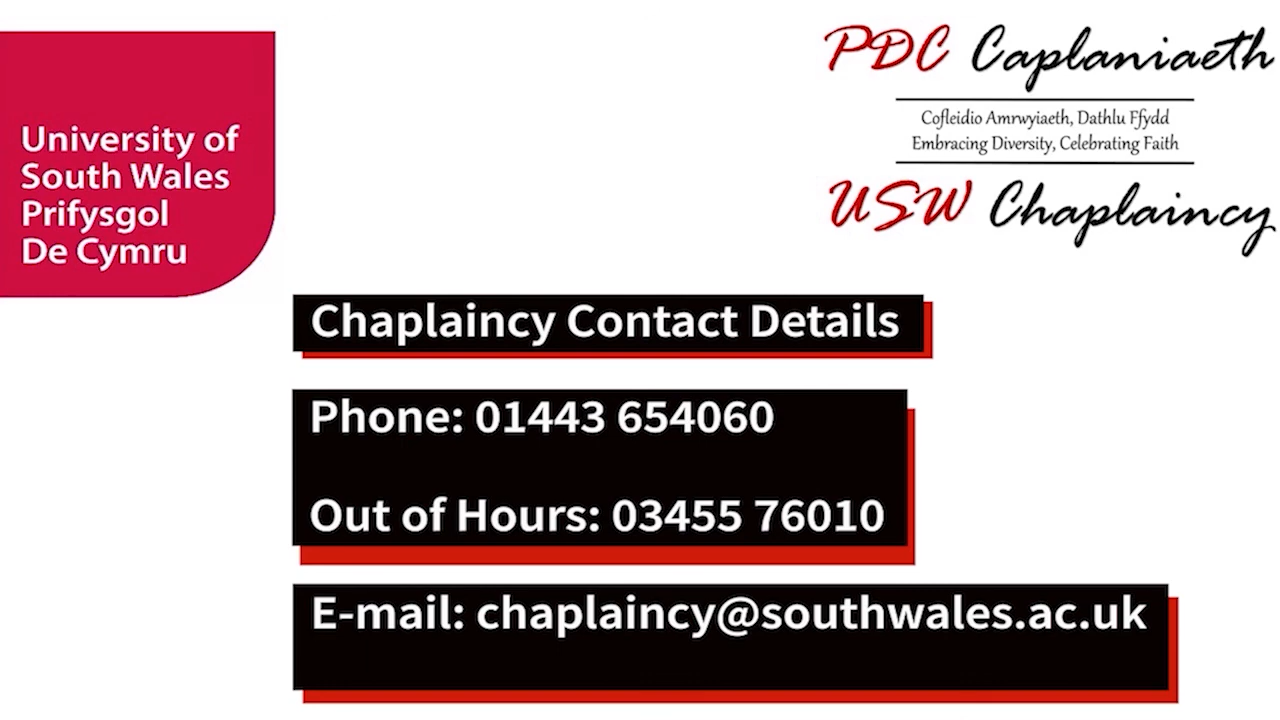 University of
South Wales
Prifysgol
De Cymru
PDC Caplaniaeth
Cofleidio Amrwyiaeth, Dathlu Ffydd
Embracing Diversity, Celebrating Faith
USW Chaplaincy
Chaplaincy Contact Details
Phone: 01443 654060
Out of Hours: 03455 76010
E-mail: chaplaincy@southwales.ac.uk